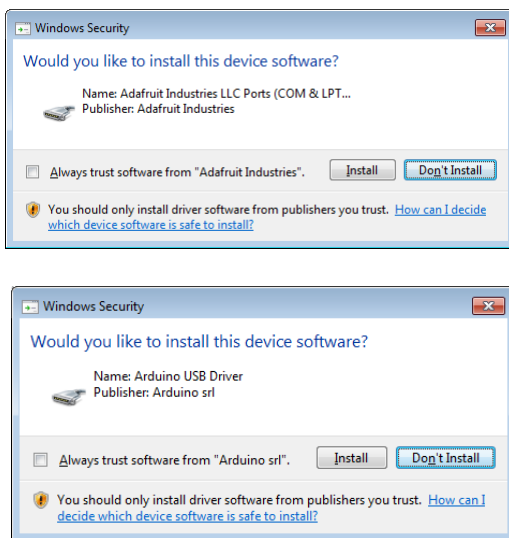 Windows Security
Would you like to install this device software?
Name: Adafruit Industries LLC Ports (COM & LPT...
Publisher: Adafruit Industries
Always trust software from "Adafruit Industries".
Install
Don't Install
You should only install driver software from publishers you trust. How can I decide
which device software is safe to install?
Windows Security
Would you like to install this device software?
Name: Arduino USB Driver
Publisher: Arduino srl
Always trust software from "Arduino srl".
Install
Don't Install
You should only install driver software from publishers you trust. How can I
decide which device software is safe to install?